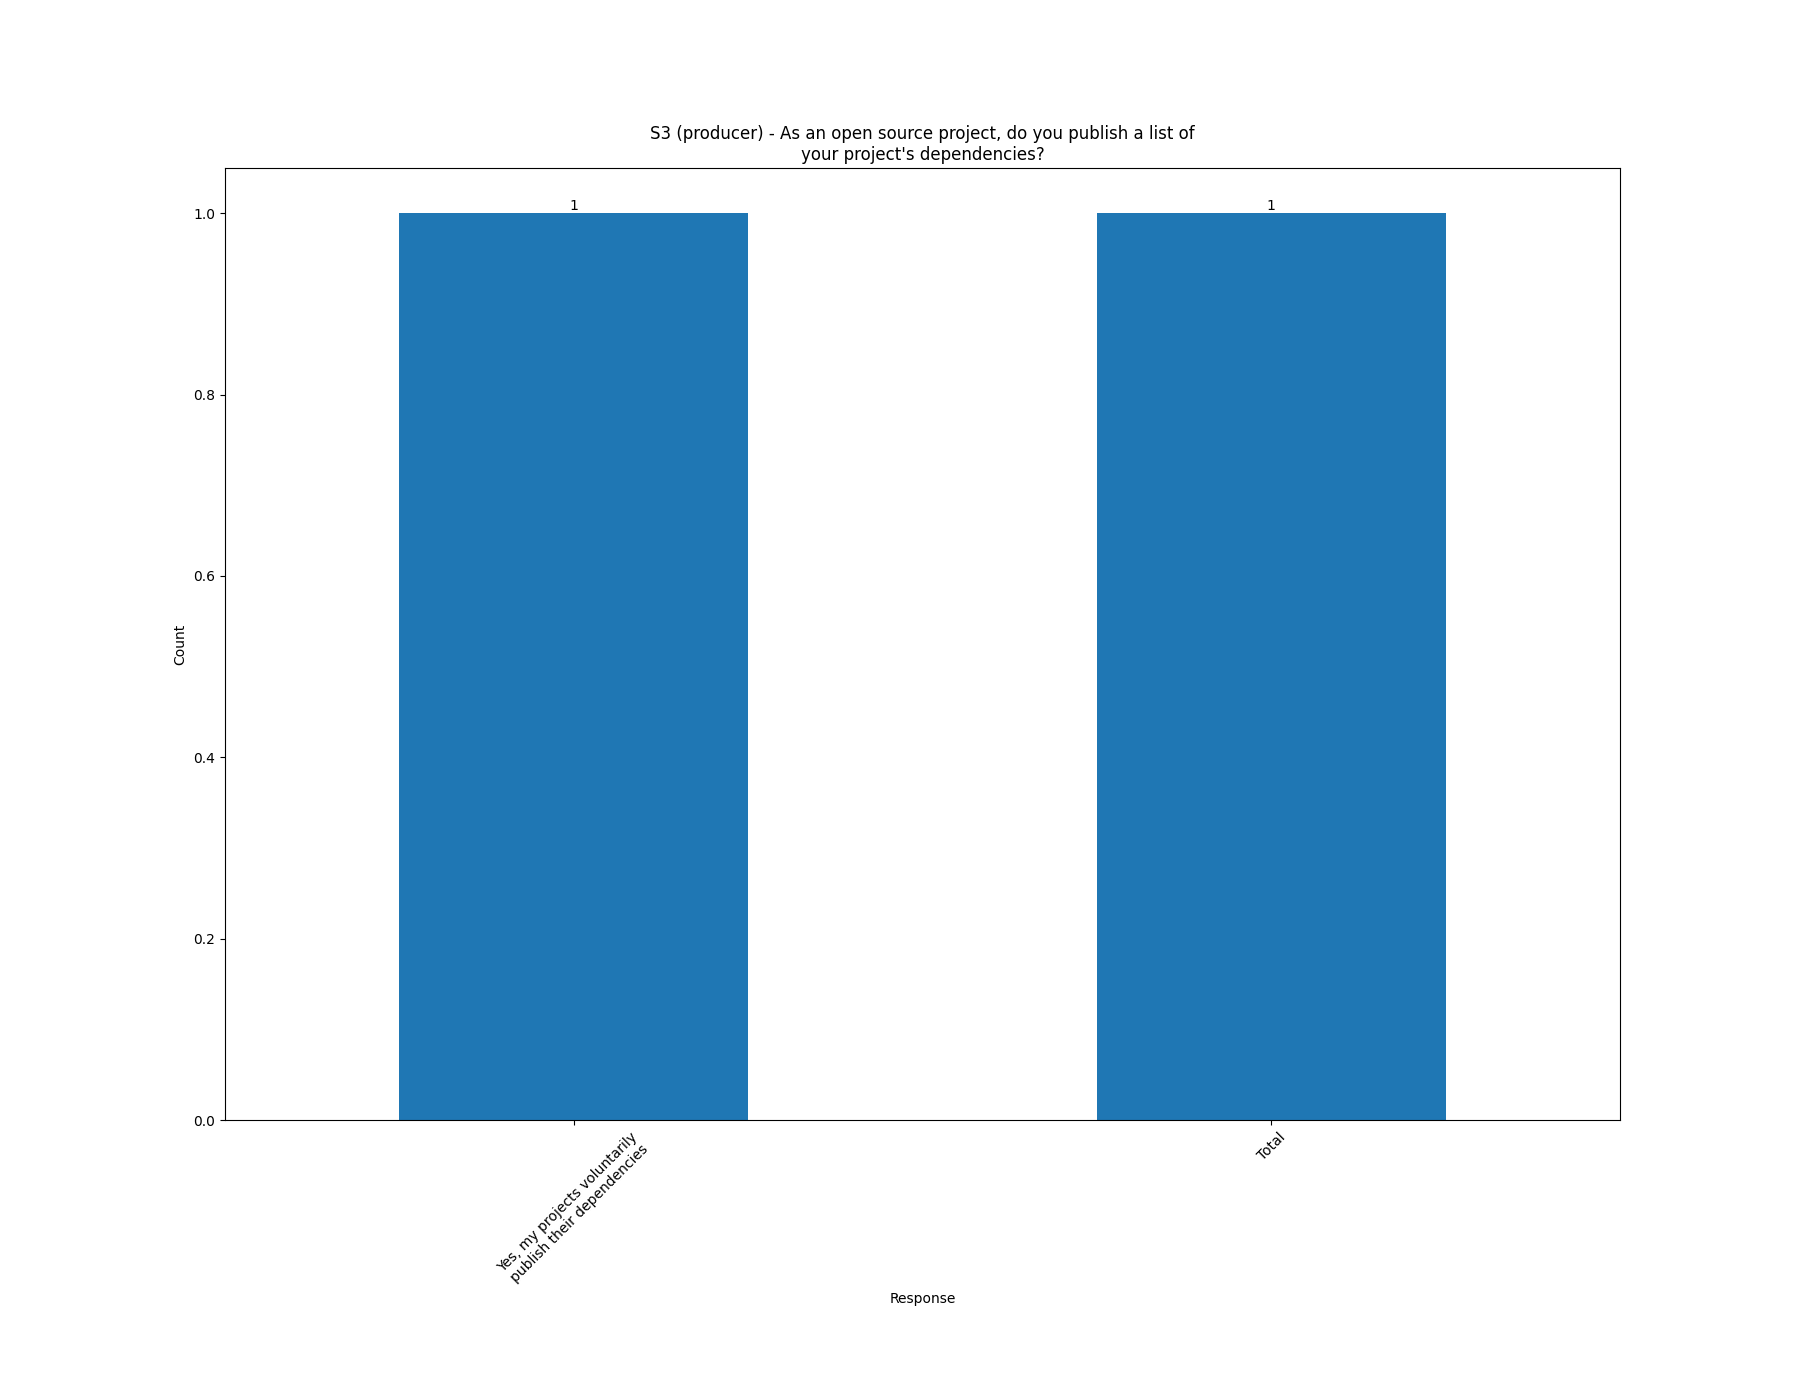 S3 (producer) - As an open source project, do you publish a list of
your project's dependencies?
1
1
1.0
0.8
0.6
0.4
0.2
0.0
Count
Yes, my projects voluntarily
publish their dependencies
Total
Response